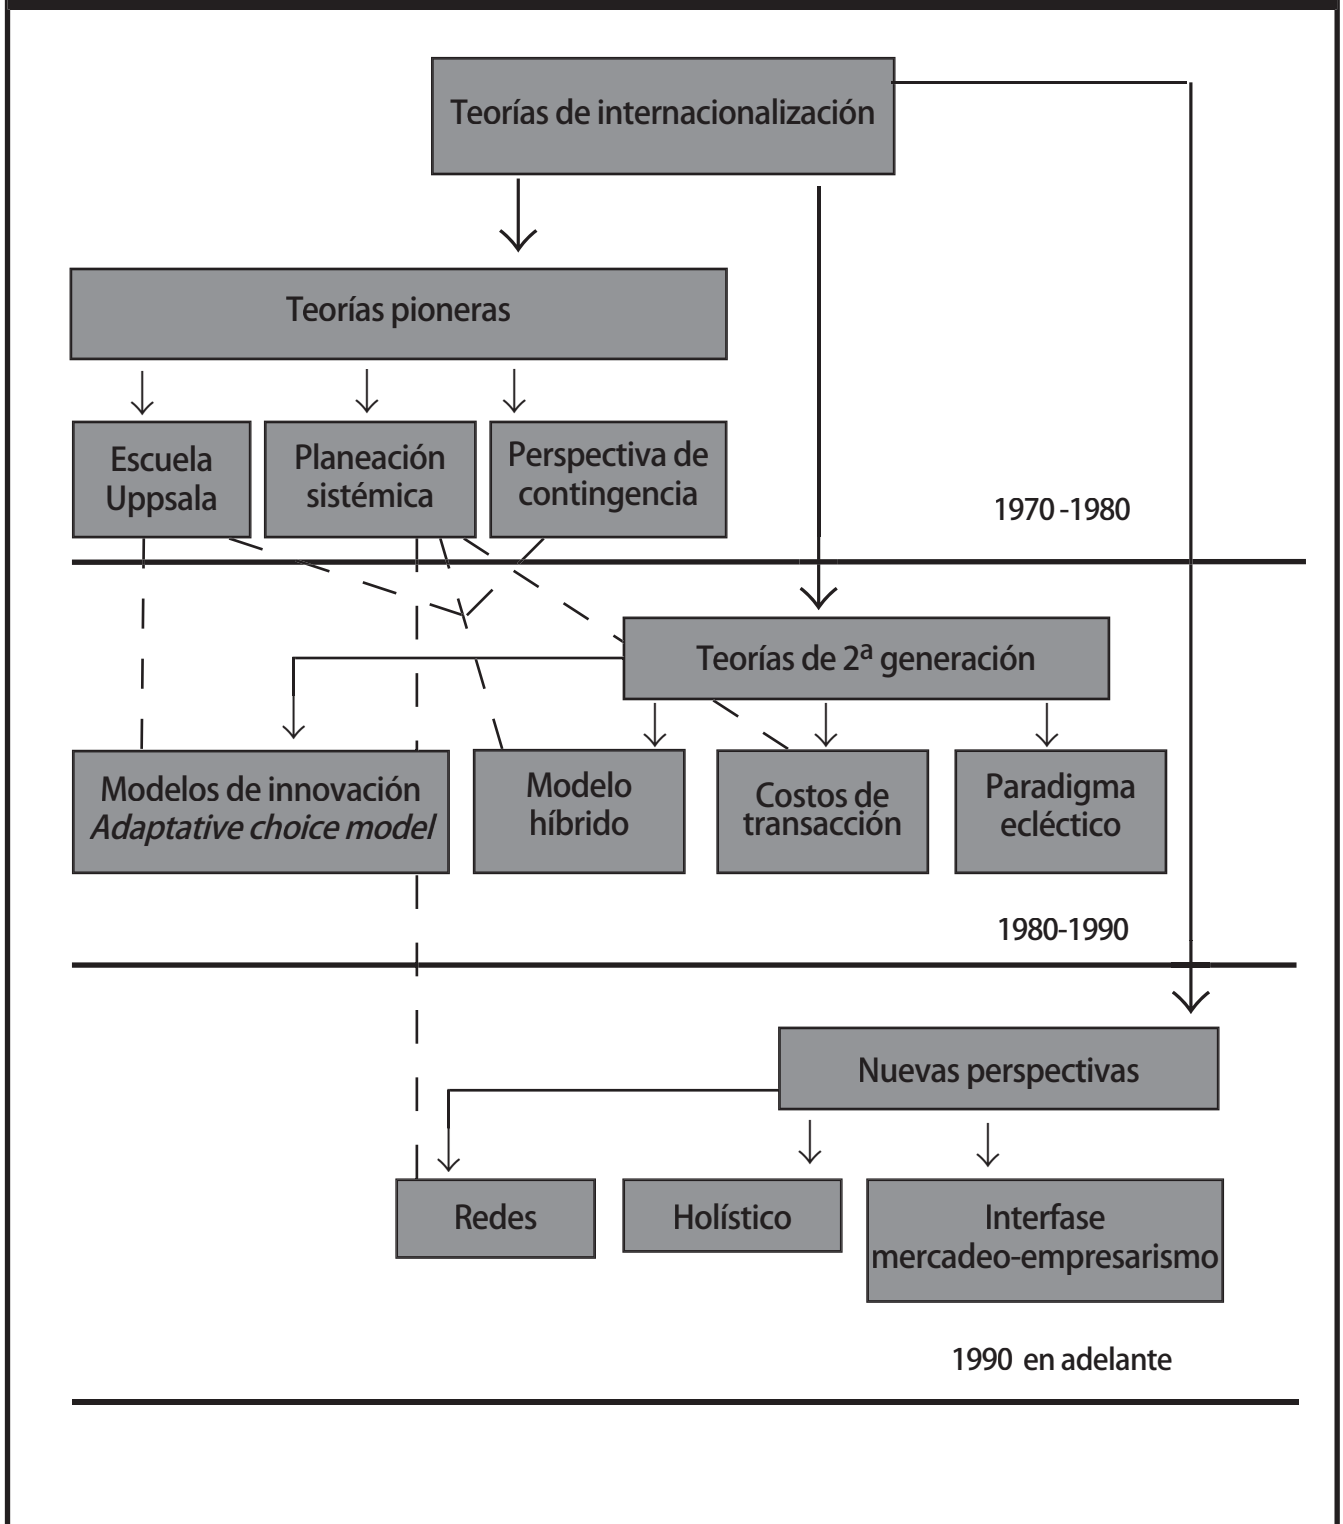 Teorías de internacionalización
Teorías pioneras
Escuela
Uppsala
Planeación
sistémica
Perspectiva de
contingencia
1970 -1980
Teorías de 2ª generación
Modelos de innovación
Adaptative choice model
Modelo
híbrido
Costos de
transacción
Paradigma
ecléctico
1980-1990
Nuevas perspectivas
Redes
Holístico
Interfase
mercadeo-empresarismo
1990 en adelante